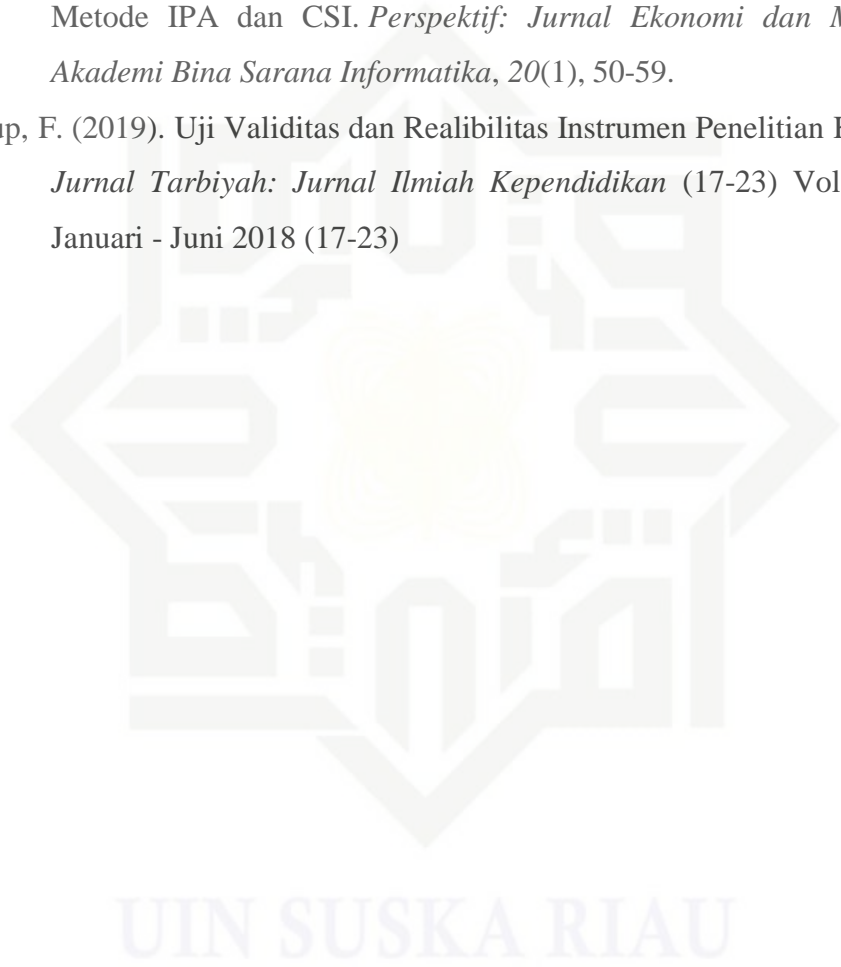 Metode IPA dan CSI. Perspektif: Jurnal Ekonomi dan M
Akademi Bina Sarana Informatika, 20(1), 50-59.
up, F. (2019). Uji Validitas dan Realibilitas Instrumen Penelitian
Jurnal Tarbiyah: Jurnal Ilmiah Kependidikan (17-23) Vol
Januari - Juni 2018 (17-23)
UIN SUSKA RIAU